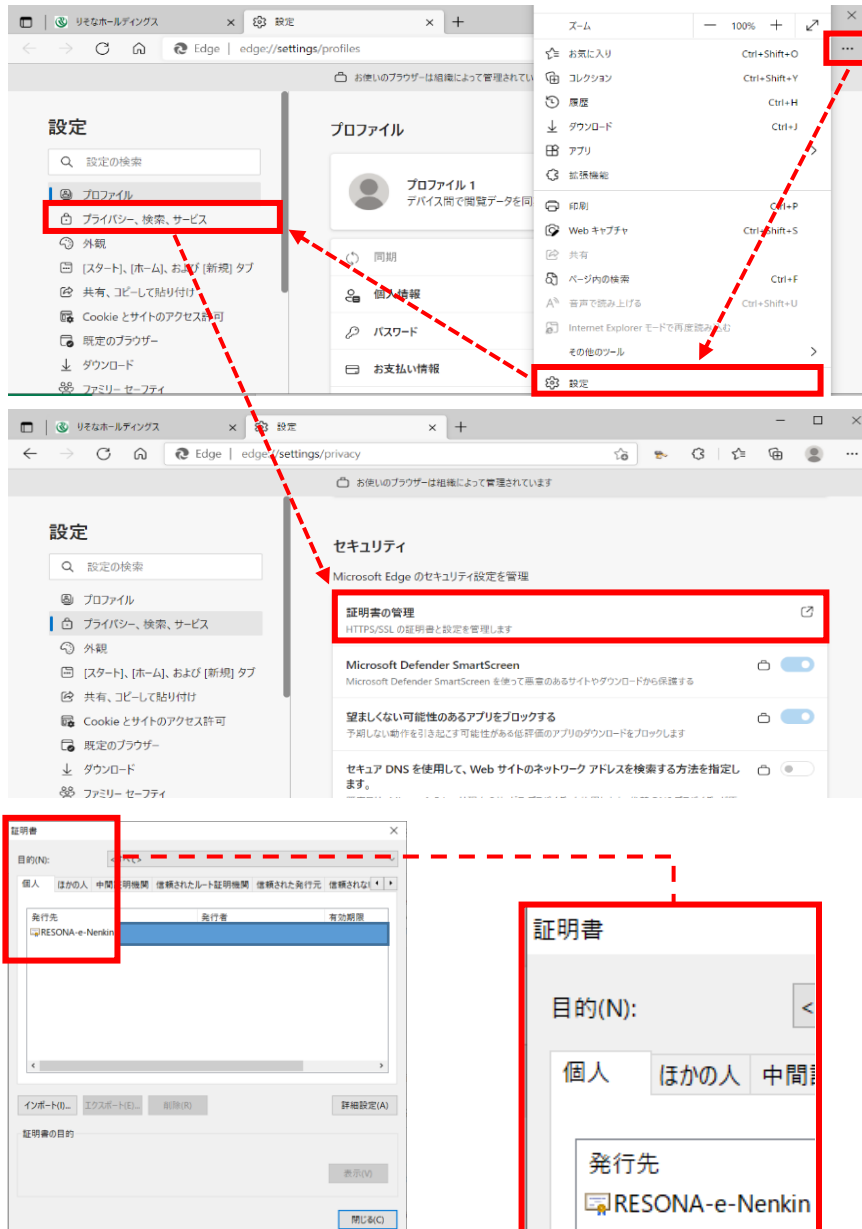 りそなホールディングス
設定
ズーム
100%
Edge
edge://settings/profiles
お気に入り
Ctrl+Shift+O
お使いのブラウザーは組織によって管理されてい
コレクション
Ctrl+Shift+Y
履歴
Ctrl+H
ダウンロード
Ctrl+J
アプリ
拡張機能
印刷
Ctrl+P
Web キャプチャ
Ctrl+Shift+S
共有
ページ内の検索
Ctrl+F
音声で読み上げる
Ctrl+Shift+U
Internet Explorer モードで再度読み込む
その他のツール
設定
設定
設定の検索
プロファイル
プライバシー、検索、サービス
外観
[スタート]、[ホーム]、および [新規] タブ
共有、コピーして貼り付け
Cookie とサイトのアクセス許可
既定のブラウザー
ダウンロード
ファミリー セーフティ
プロファイル
プロファイル 1
デバイス間で閲覧データを同
同期
個人情報
パスワード
お支払い情報
りそなホールディングス
設定
Edge
edge://settings/privacy
お使いのブラウザーは組織によって管理されています
設定
設定の検索
プロファイル
プライバシー、検索、サービス
外観
[スタート]、[ホーム]、および [新規] タブ
共有、コピーして貼り付け
Cookie とサイトのアクセス許可
既定のブラウザー
ダウンロード
ファミリー セーフティ
セキュリティ
Microsoft Edge のセキュリティ設定を管理
証明書の管理
HTTPS/SSL の証明書と設定を管理します
Microsoft Defender SmartScreen
Microsoft Defender SmartScreen を使って悪意のあるサイトやダウンロードから保護する
望ましくない可能性のあるアプリをブロックする
予期しない動作を引き起こす可能性がある低評価のアプリのダウンロードをブロックします
セキュア DNS を使用して、Web サイトのネットワーク アドレスを検索する方法を指定し
ます。
証明書
目的(N):
個人
ほかの人
中間証明機関
信頼されたルート証明機関
信頼された発行元
信頼されな
発行先
発行者
有効期限
RESONA-e-Nenkin
インポート(I)...
エクスポート(E)...
削除(R)
詳細設定(A)
証明書の目的
表示(V)
閉じる(C)
証明書
目的(N):
<
個人
ほかの人
中間
発行先
RESONA-e-Nenkin